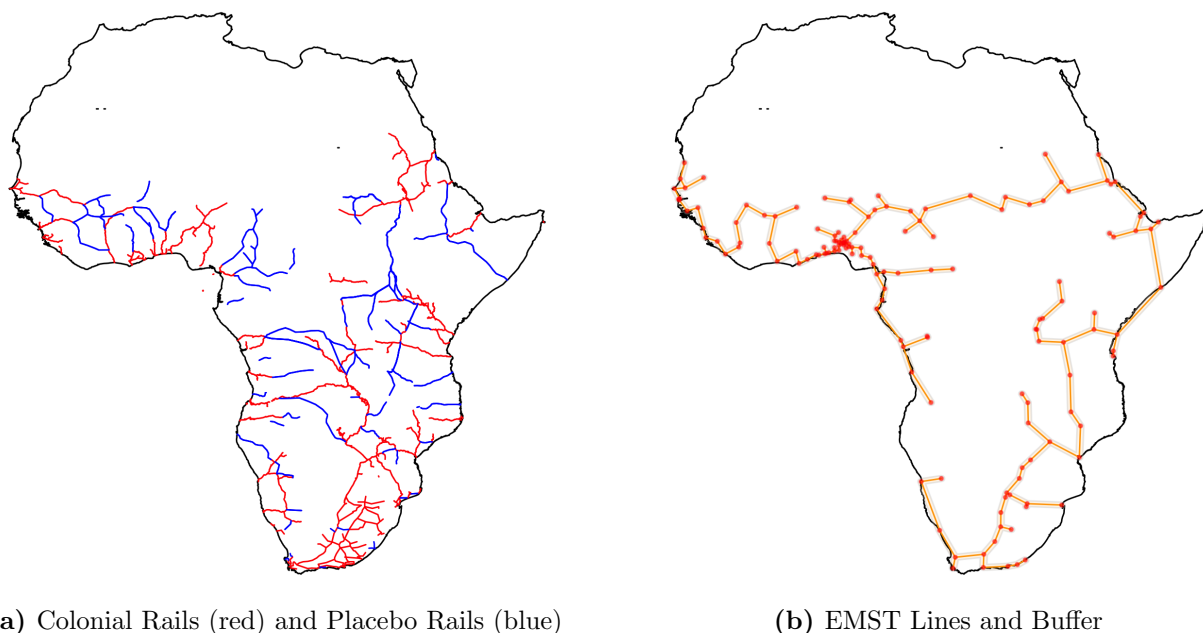 a) Colonial Rails (red) and Placebo Rails (blue)
(b) EMST Lines and Buffer